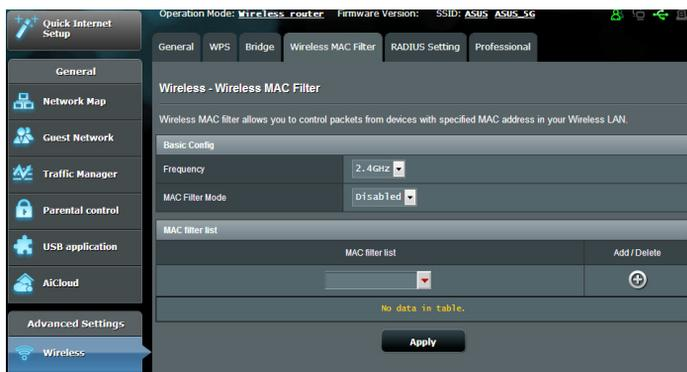 Operation Mode: Wireless router Firmware Version: SSID: ASUS ASUS_5G
Quick Internet Setup
General WPS Bridge Wireless MAC Filter RADIUS Setting Professional
General
Network Map
Guest Network
Traffic Manager
Parental control
USB application
AiCloud
Advanced Settings
Wireless
Wireless - Wireless MAC Filter
Wireless MAC filter allows you to control packets from devices with specified MAC address in your Wireless LAN.
Basic Config
Frequency 2.4GHz
MAC Filter Mode Disabled
MAC filter list
MAC filter list Add / Delete
No data in table.
Apply